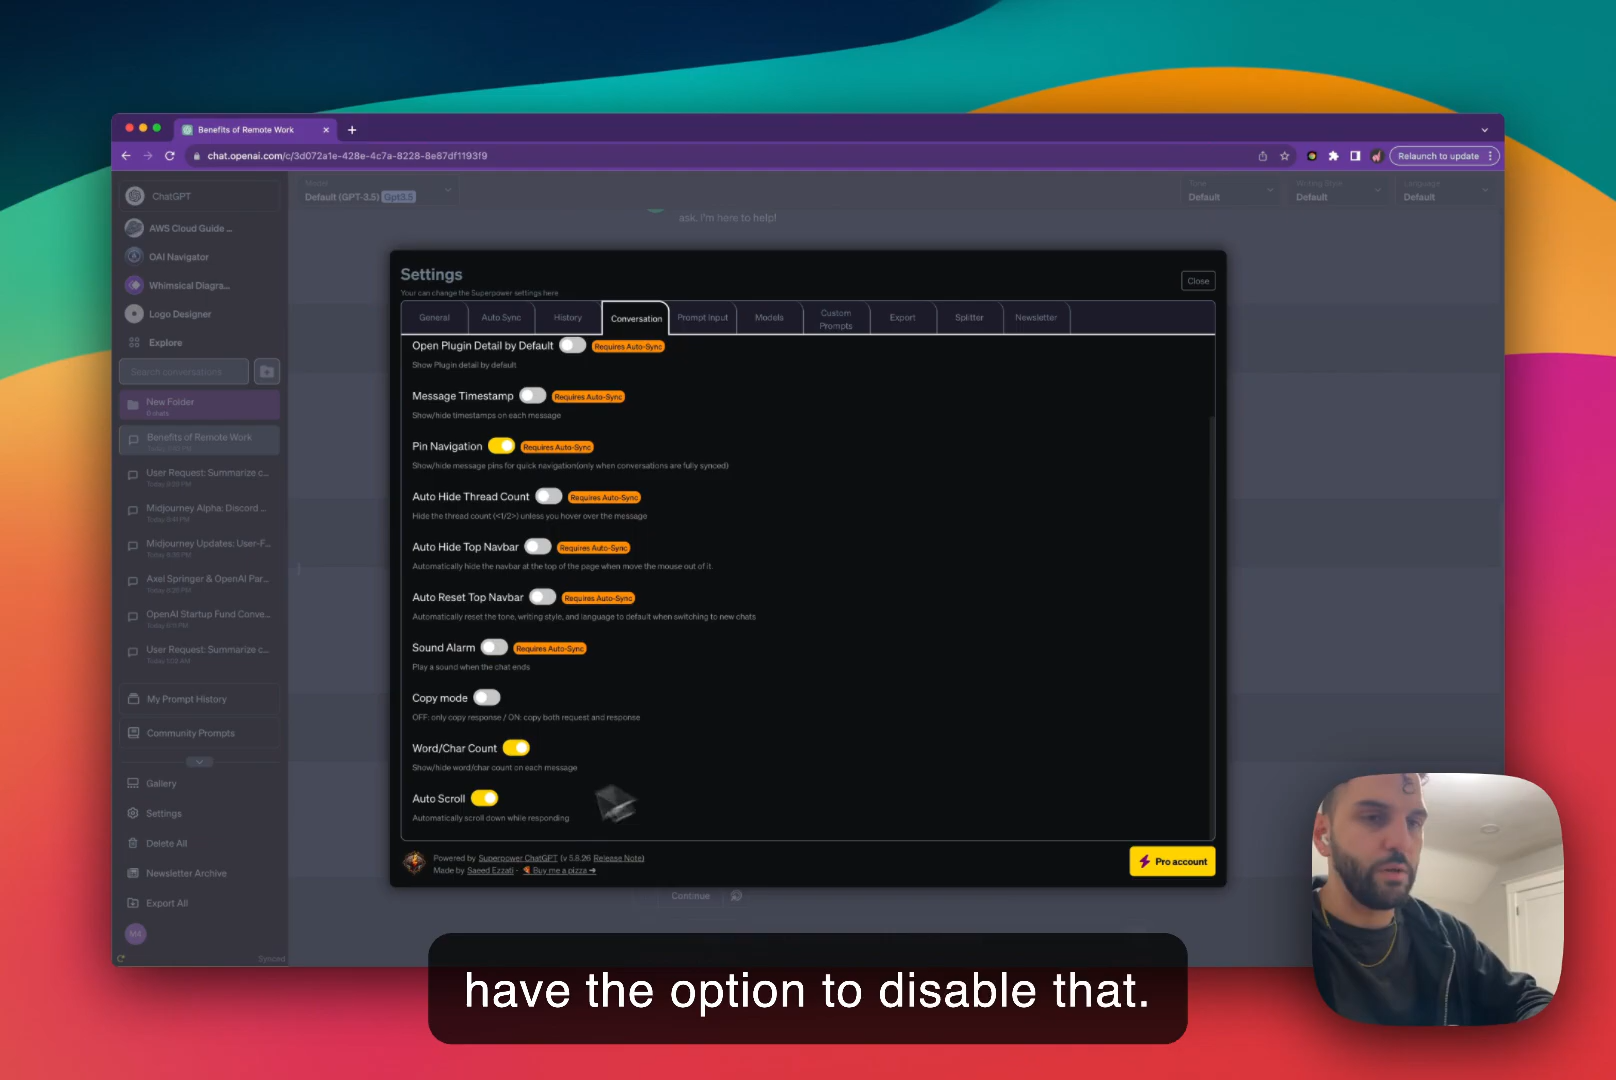 Benefits of Remote Work
chat.openai.com/c/3d072a1e-428e-4c7a-8228-8e87df1193f9
Relaunch to update
ChatGPT
AWS Cloud Guide ...
OAI Navigator
Whimsical Diagra...
Logo Designer
Explore
Search conversations
New Folder
0 chats
Benefits of Remote Work
User Request: Summarize c...
Midjourney Alpha: Discord ...
Midjourney Updates: User-F...
Axel Springer & OpenAI Par...
OpenAI Startup Fund Conve...
User Request: Summarize c...
My Prompt History
Community Prompts
Gallery
Settings
Delete All
Newsletter Archive
Export All
Synced
Model
Default (GPT-3.5) Gpt3.5
Tone
Default
Writing Style
Default
Language
Default
ask. I'm here to help!
Settings
Your can change the Superpower settings here
Close
General
Auto Sync
History
Conversation
Prompt Input
Models
Custom Prompts
Export
Splitter
Newsletter
Open Plugin Detail by Default Requires Auto-Sync
Show Plugin detail by default
Message Timestamp Requires Auto-Sync
Show/hide timestamps on each message
Pin Navigation Requires Auto-Sync
Show/hide message pins for quick navigation(only when conversations are fully synced)
Auto Hide Thread Count Requires Auto-Sync
Hide the thread count (<1/2>) unless you hover over the message
Auto Hide Top Navbar Requires Auto-Sync
Automatically hide the navbar at the top of the page when move the mouse out of it.
Auto Reset Top Navbar Requires Auto-Sync
Automatically reset the tone, writing style, and language to default when switching to new chats
Sound Alarm Requires Auto-Sync
Play a sound when the chat ends
Copy mode
OFF: only copy response / ON: copy both request and response
Word/Char Count
Show/hide word/char count on each message
Auto Scroll
Automatically scroll down while responding
Powered by Superpower ChatGPT (v 5.8.26 Release Note)
Made by Saeed Ezzati - Buy me a pizza ➜
Pro account
Continue
have the option to disable that.